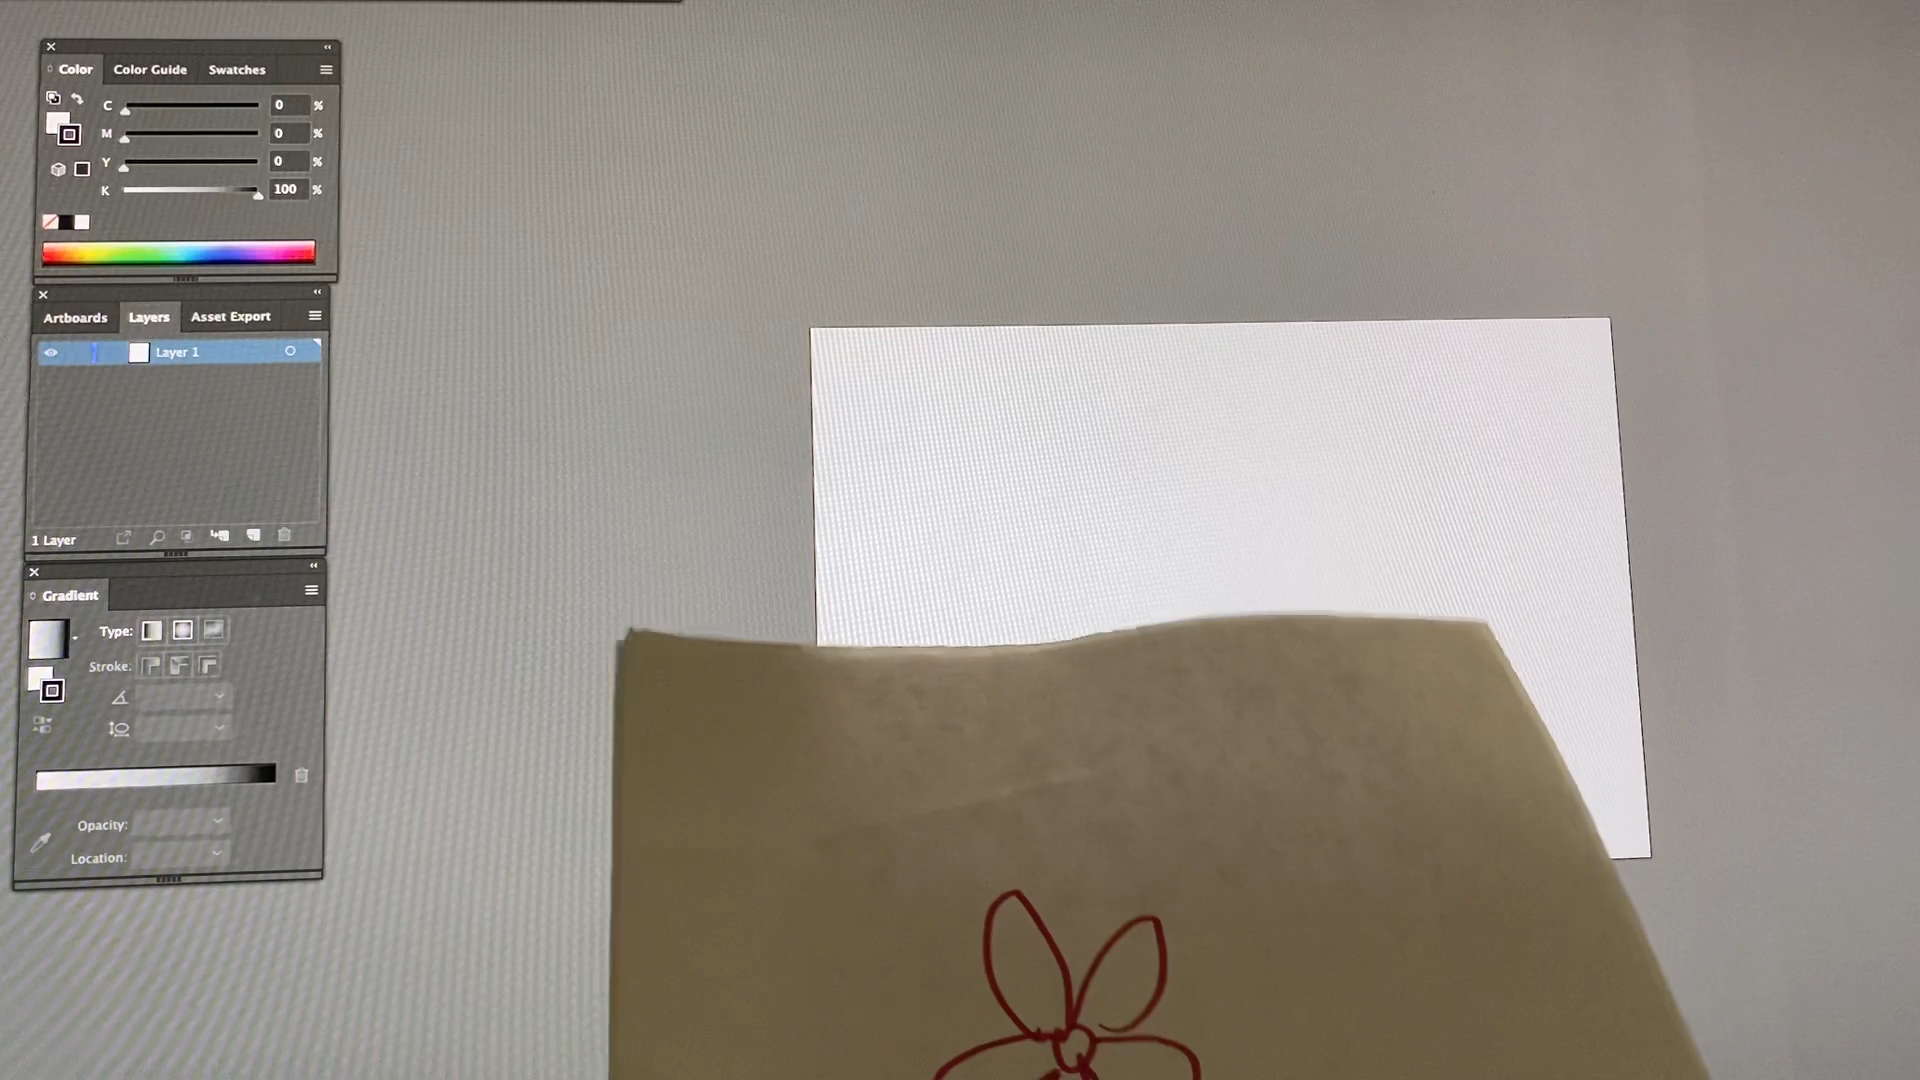 Color Color Guide Swatches
C 0 %
M 0 %
Y 0 %
K 100 %
Artboards Layers Asset Export
Layer 1
1 Layer
Gradient
Type:
Stroke:
Opacity:
Location: